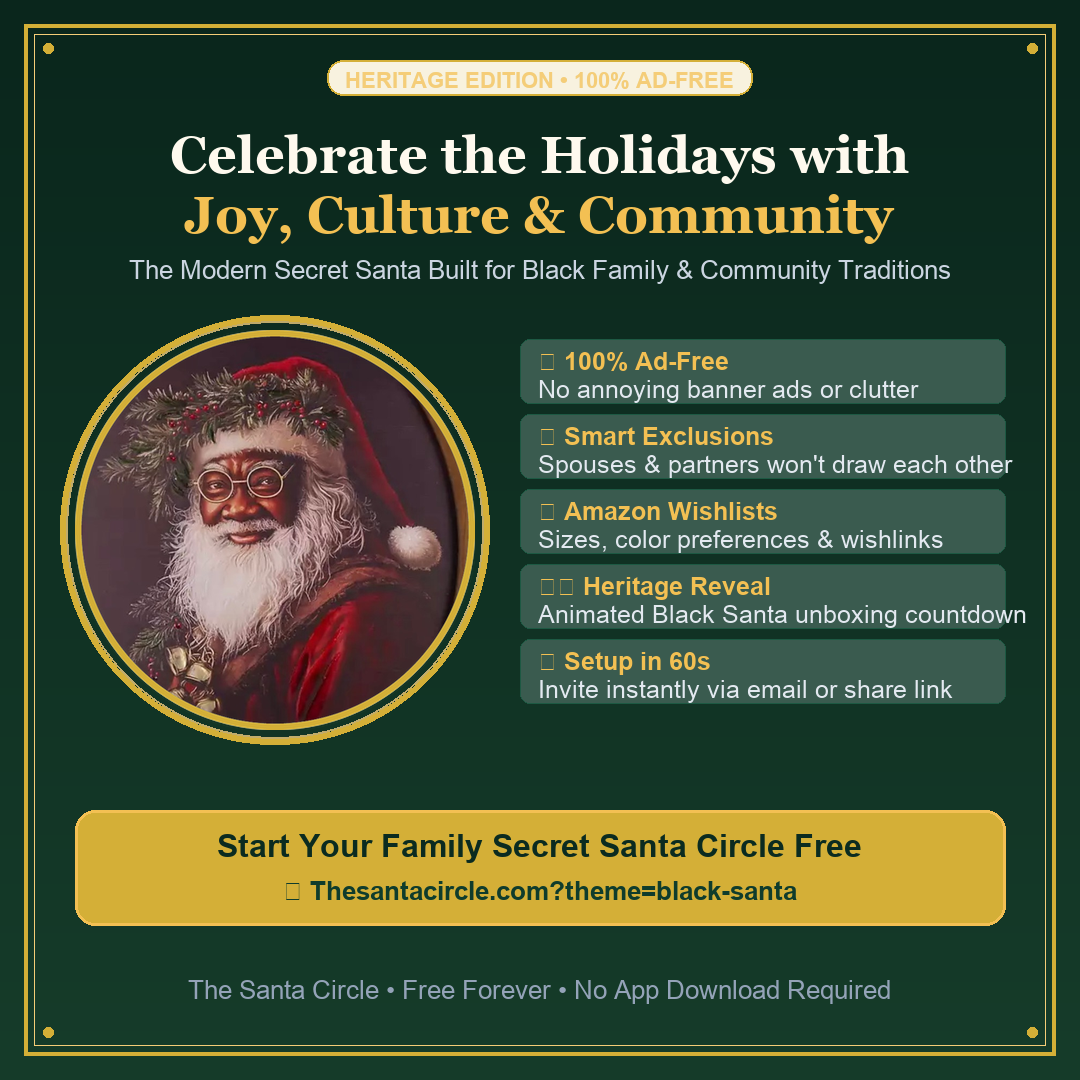 HERITAGE EDITION • 100% AD-FREE
Celebrate the Holidays with
Joy, Culture & Community
The Modern Secret Santa Built for Black Family & Community Traditions
100% Ad-Free
No annoying banner ads or clutter
Smart Exclusions
Spouses & partners won't draw each other
Amazon Wishlists
Sizes, color preferences & wishlinks
Heritage Reveal
Animated Black Santa unboxing countdown
Setup in 60s
Invite instantly via email or share link
Start Your Family Secret Santa Circle Free
Thesantacircle.com?theme=black-santa
The Santa Circle • Free Forever • No App Download Required